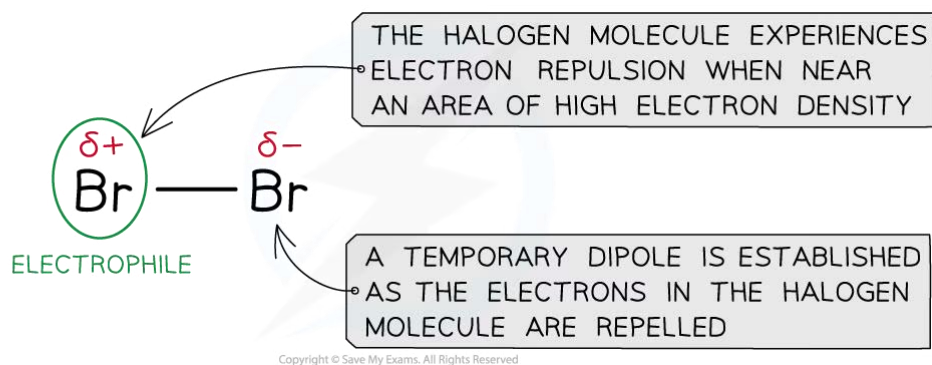 THE HALOGEN MOLECULE EXPERIENCES
ELECTRON REPULSION WHEN NEAR
AN AREA OF HIGH ELECTRON DENSITY
δ+ δ−
Br — Br
ELECTROPHILE
A TEMPORARY DIPOLE IS ESTABLISHED
AS THE ELECTRONS IN THE HALOGEN
MOLECULE ARE REPELLED
Copyright © Save My Exams. All Rights Reserved